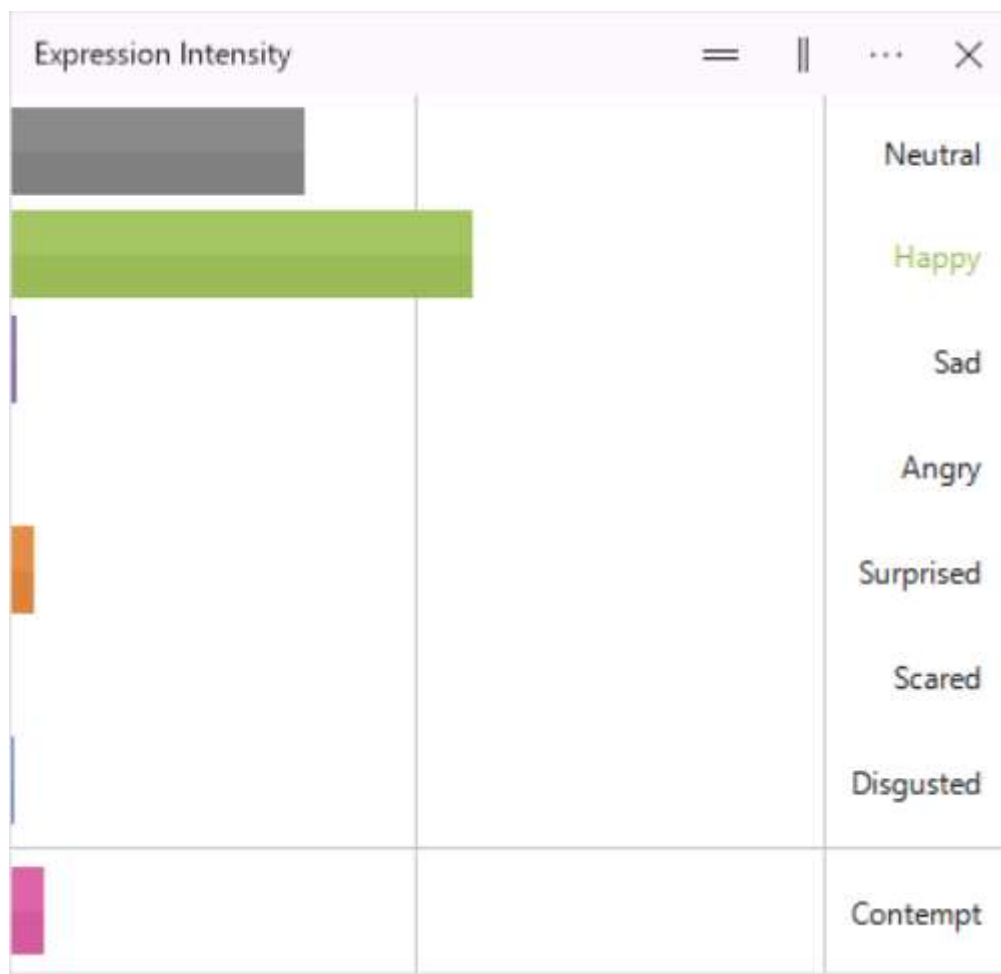 Expression Intensity
Neutral
Happy
Sad
Angry
Surprised
Scared
Disgusted
Contempt